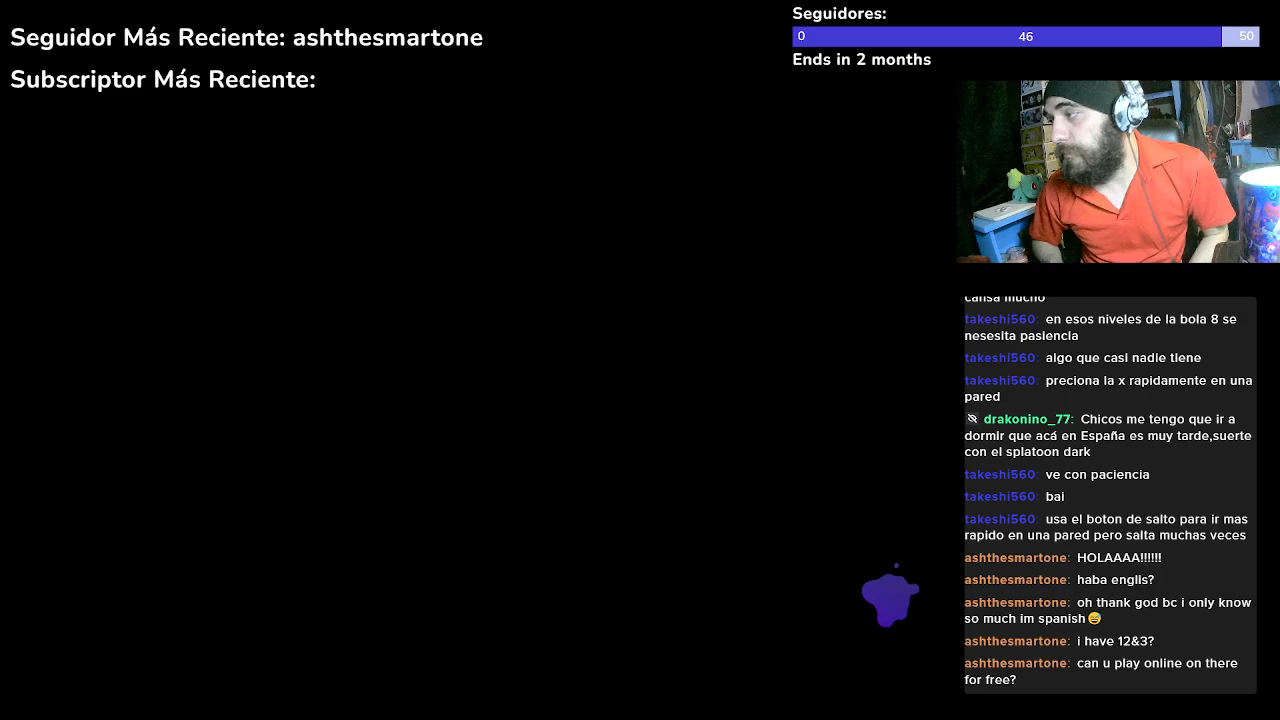 Seguidor Más Reciente: ashthesmartone
Subscriptor Más Reciente:
Seguidores:
0 46 50
Ends in 2 months
cansa mucho
takeshi560: en esos niveles de la bola 8 se
nesesita pasiencia
takeshi560: algo que casi nadie tiene
takeshi560: preciona la x rapidamente en una
pared
drakonino_77: Chicos me tengo que ir a
dormir que acá en España es muy tarde,suerte
con el splatoon dark
takeshi560: ve con paciencia
takeshi560: bai
takeshi560: usa el boton de salto para ir mas
rapido en una pared pero salta muchas veces
ashthesmartone: HOLAAAA!!!!!!
ashthesmartone: haba englis?
ashthesmartone: oh thank god bc i only know
so much im spanish😅
ashthesmartone: i have 12&3?
ashthesmartone: can u play online on there
for free?